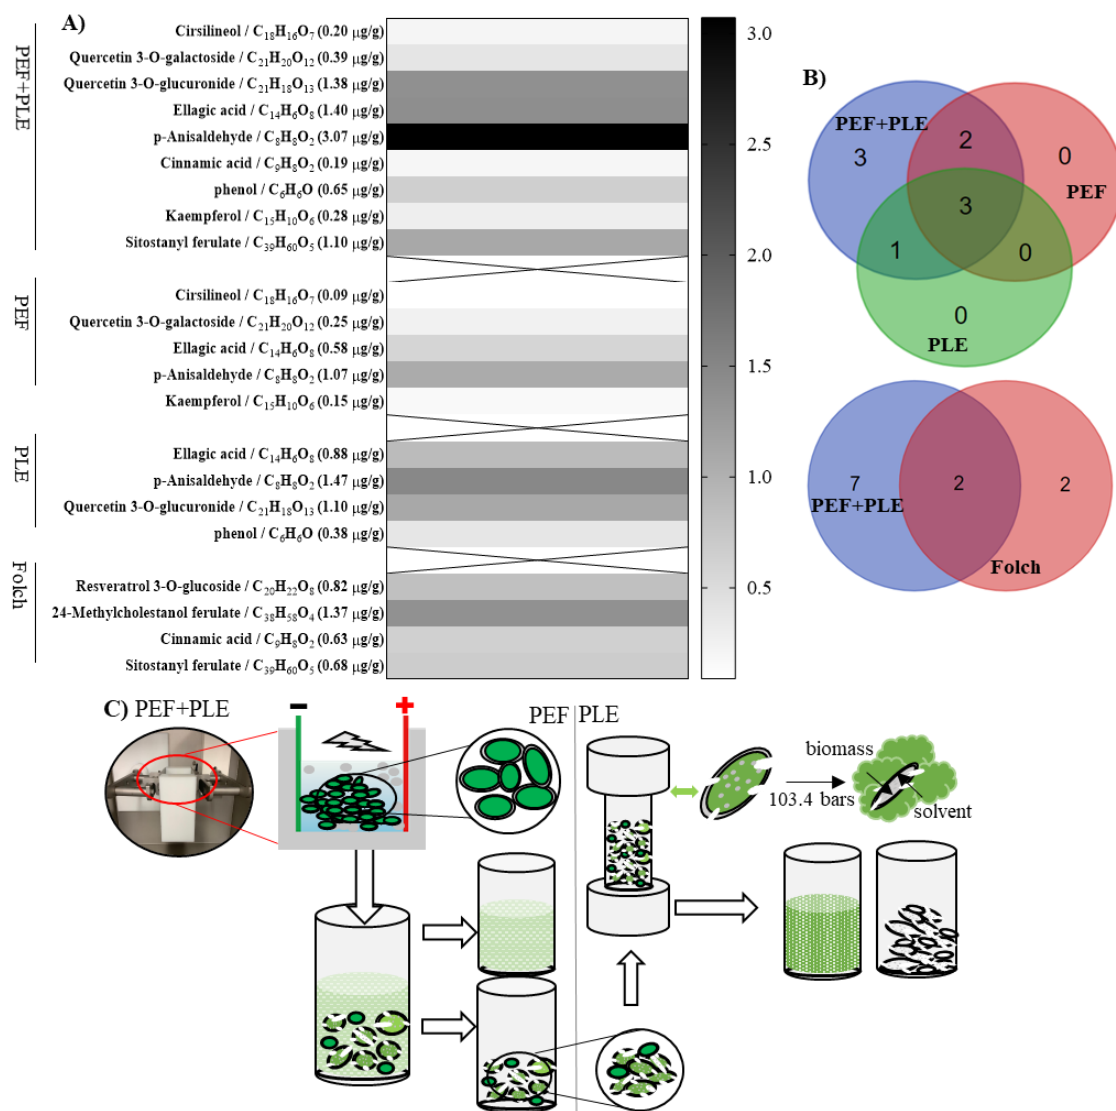 A)
PEF+PLE
Cirsilineol / C18H16O7 (0.20 µg/g)
Quercetin 3-O-galactoside / C21H20O12 (0.39 µg/g)
Quercetin 3-O-glucuronide / C21H18O13 (1.38 µg/g)
Ellagic acid / C14H6O8 (1.40 µg/g)
p-Anisaldehyde / C8H8O2 (3.07 µg/g)
Cinnamic acid / C9H8O2 (0.19 µg/g)
phenol / C6H6O (0.65 µg/g)
Kaempferol / C15H10O6 (0.28 µg/g)
Sitostanyl ferulate / C39H60O5 (1.10 µg/g)
PEF
Cirsilineol / C18H16O7 (0.09 µg/g)
Quercetin 3-O-galactoside / C21H20O12 (0.25 µg/g)
Ellagic acid / C14H6O8 (0.58 µg/g)
p-Anisaldehyde / C8H8O2 (1.07 µg/g)
Kaempferol / C15H10O6 (0.15 µg/g)
PLE
Ellagic acid / C14H6O8 (0.88 µg/g)
p-Anisaldehyde / C8H8O2 (1.47 µg/g)
Quercetin 3-O-glucuronide / C21H18O13 (1.10 µg/g)
phenol / C6H6O (0.38 µg/g)
Folch
Resveratrol 3-O-glucoside / C20H22O8 (0.82 µg/g)
24-Methylcholestanol ferulate / C38H58O4 (1.37 µg/g)
Cinnamic acid / C9H8O2 (0.63 µg/g)
Sitostanyl ferulate / C39H60O5 (0.68 µg/g)
3.0
2.5
2.0
1.5
1.0
0.5
B)
PEF+PLE
3
2
0
PEF
3
1
0
0
PLE
7
2
2
PEF+PLE
Folch
C) PEF+PLE
- +
PEF PLE
biomass
103.4 bars
solvent